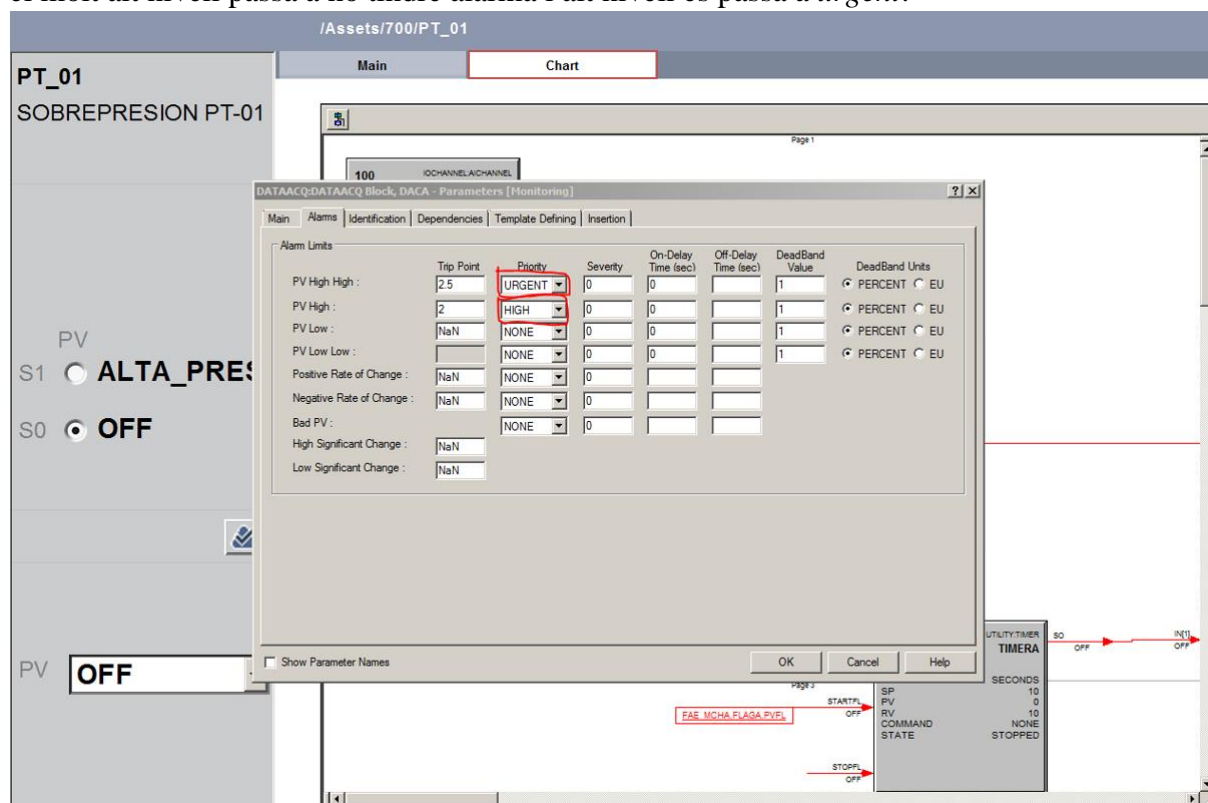 el molt alt nivell passa a no tindre alarma i alt nivell es passa a urgent.
/Assets/700/PT_01
Main Chart
PT_01
SOBREPRESION PT-01
Page 1
100 IOCHANNEL:AICHANNEL
DATAACQ:DATAACQ Block, DACA - Parameters [Monitoring]
Main Alarms Identification Dependencies Template Defining Insertion
Alarm Limits
Trip Point Priority Severity On-Delay Time (sec) Off-Delay Time (sec) DeadBand Value DeadBand Units
PV High High : 2.5 URGENT 0 0 1 PERCENT EU
PV High : 2 HIGH 0 0 1 PERCENT EU
PV Low : NaN NONE 0 0 1 PERCENT EU
PV Low Low : NONE 0 0 1 PERCENT EU
Positive Rate of Change : NaN NONE 0
Negative Rate of Change : NaN NONE 0
Bad PV : NONE 0
High Significant Change : NaN
Low Significant Change : NaN
PV
S1 ALTA_PRES
S0 OFF
Show Parameter Names OK Cancel Help
PV OFF
UTILITY:TIMER
TIMERA
SO
OFF
IN[1]
OFF
SECONDS
SP 10
PV 0
RV 10
COMMAND NONE
STATE STOPPED
Page 3
STARTFL
OFF
FAE_MCHA.FLAGA.PVFL
STOPFL
OFF